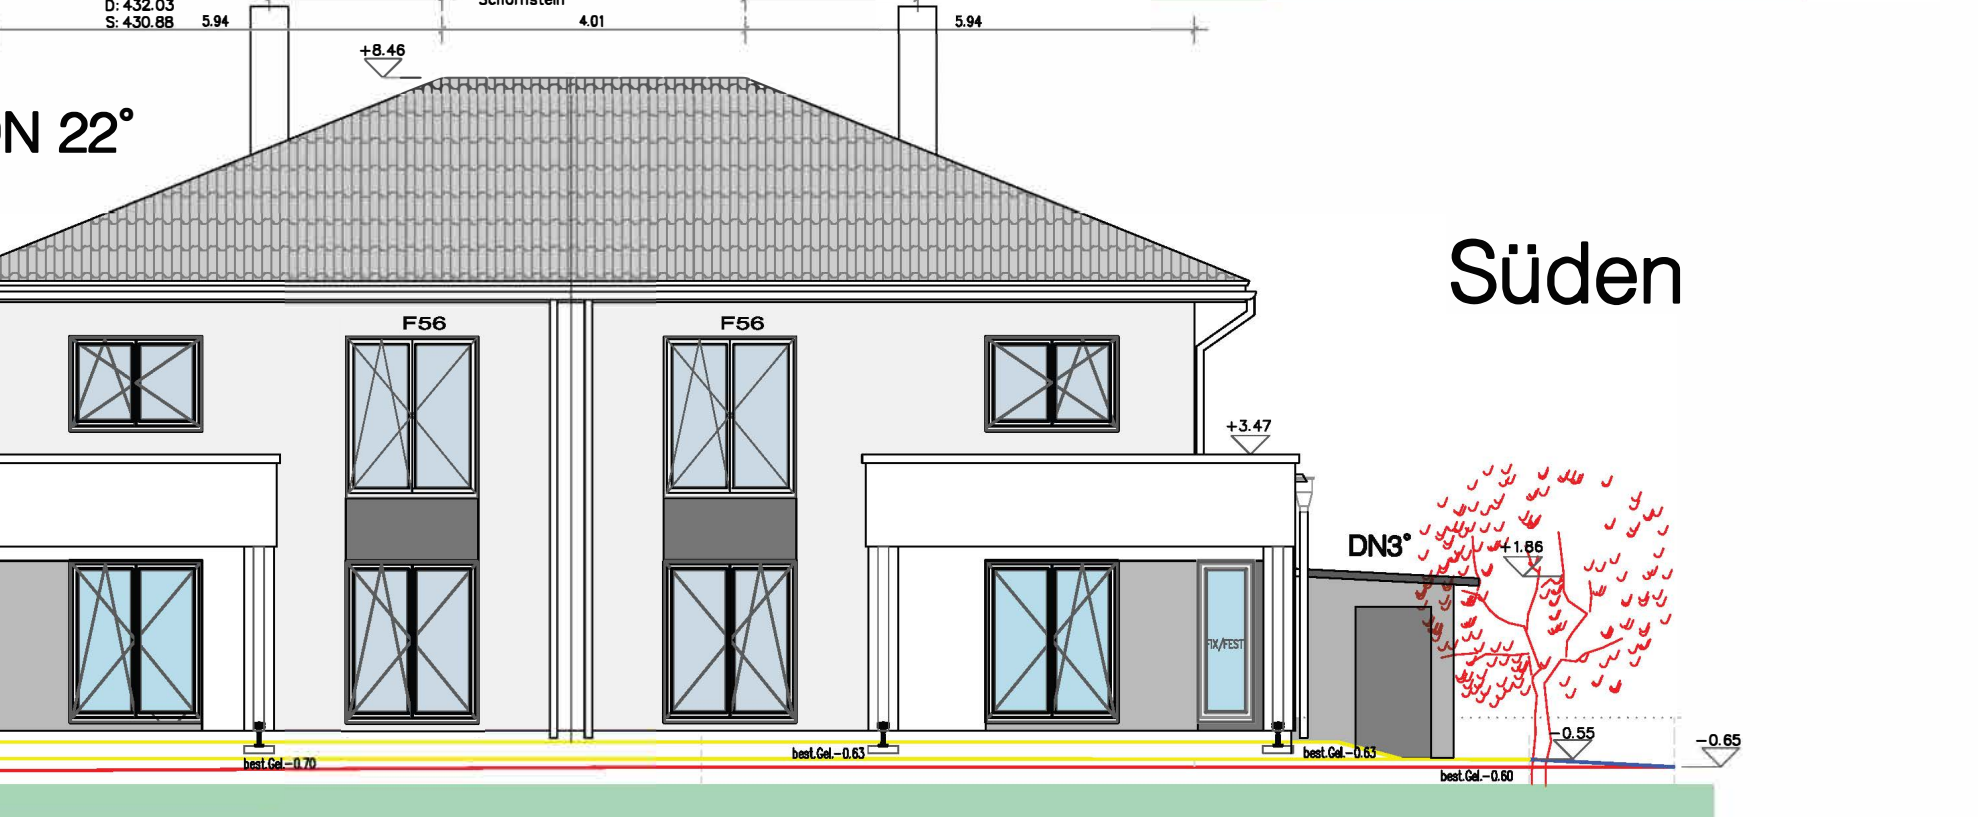 D: 432.03
Schornstein
S: 430.88 5.94 4.01 5.94
+8.46
N 22°
Süden
F56 F56
+3.47
DN3°
+1.86
FIX/FEST
-0.55
-0.65
best.Gel.-0.63
best.Gel.-0.63
best.Gel.-0.70
best.Gel.-0.60